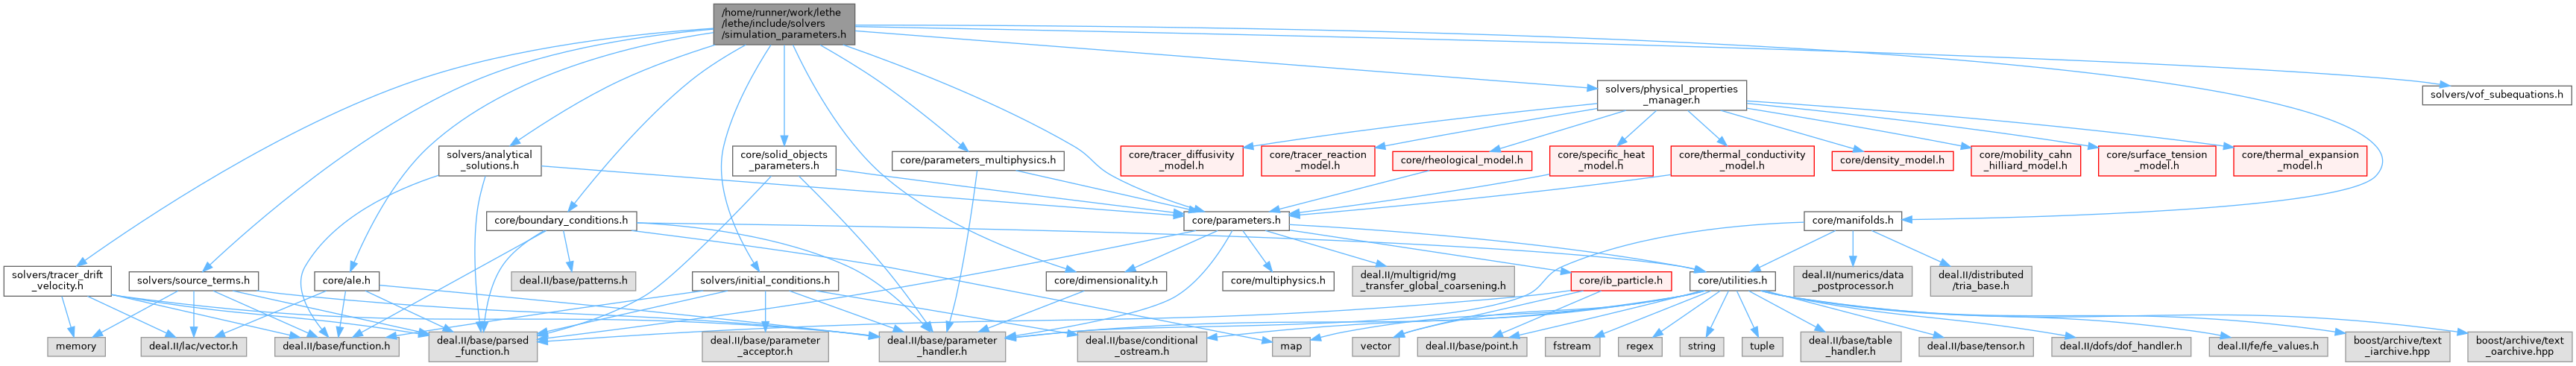 /home/runner/work/lethe
/lethe/include/solvers
/simulation_parameters.h
solvers/physical_properties
_manager.h
solvers/vof_subequations.h
solvers/analytical
_solutions.h
core/solid_objects
_parameters.h
core/parameters_multiphysics.h
core/tracer_diffusivity
_model.h
core/tracer_reaction
_model.h
core/rheological_model.h
core/specific_heat
_model.h
core/thermal_conductivity
_model.h
core/density_model.h
core/mobility_cahn
_hilliard_model.h
core/surface_tension
_model.h
core/thermal_expansion
_model.h
core/boundary_conditions.h
core/parameters.h
core/manifolds.h
solvers/tracer_drift
_velocity.h
solvers/source_terms.h
core/ale.h
deal.II/base/patterns.h
solvers/initial_conditions.h
core/dimensionality.h
core/multiphysics.h
deal.II/multigrid/mg
_transfer_global_coarsening.h
core/ib_particle.h
core/utilities.h
deal.II/numerics/data
_postprocessor.h
deal.II/distributed
/tria_base.h
memory
deal.II/lac/vector.h
deal.II/base/function.h
deal.II/base/parsed
_function.h
deal.II/base/parameter
_acceptor.h
deal.II/base/parameter
_handler.h
deal.II/base/conditional
_ostream.h
map
vector
deal.II/base/point.h
fstream
regex
string
tuple
deal.II/base/table
_handler.h
deal.II/base/tensor.h
deal.II/dofs/dof_handler.h
deal.II/fe/fe_values.h
boost/archive/text
_iarchive.hpp
boost/archive/text
_oarchive.hpp